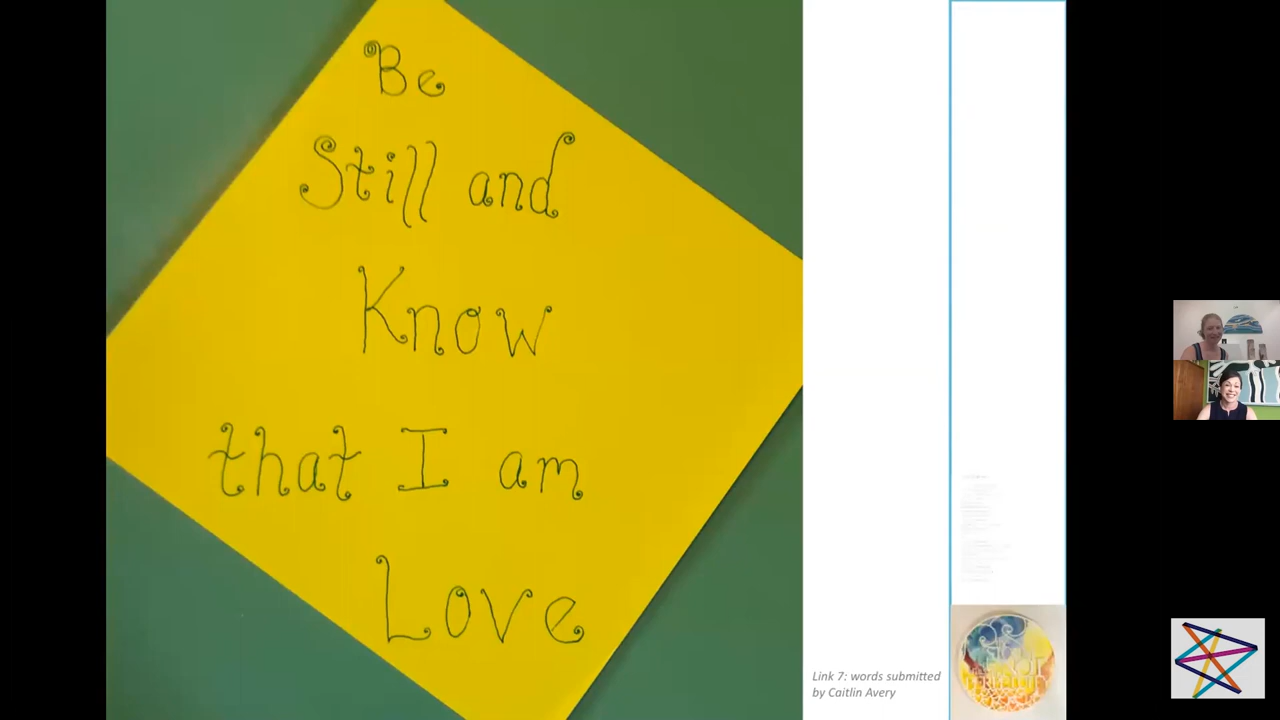 Be
Still and
Know
that I am
Love
Link 7: words submitted
by Caitlin Avery